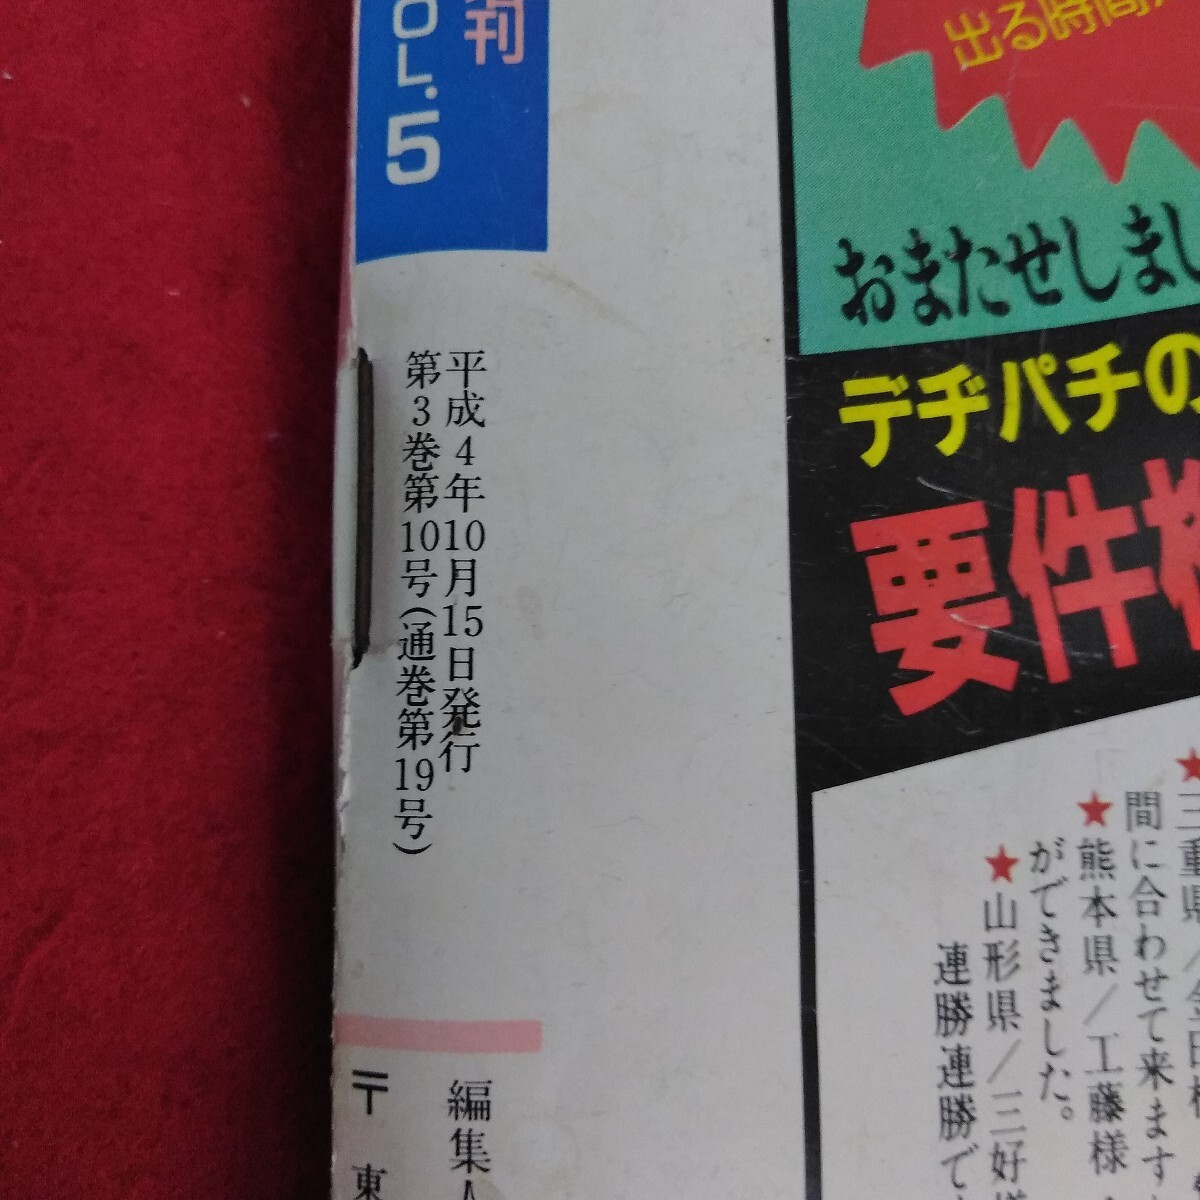 刊
OL.5
平成4年10月15日発行
第3巻第10号(通巻第19号)
編集人
〒 東
出る時間
おまたせしまし
デヂパチの
要件
★三重県/
間に合わせて来ます
★熊本県/工藤様
ができました。
★山形県/三好
連勝連勝で